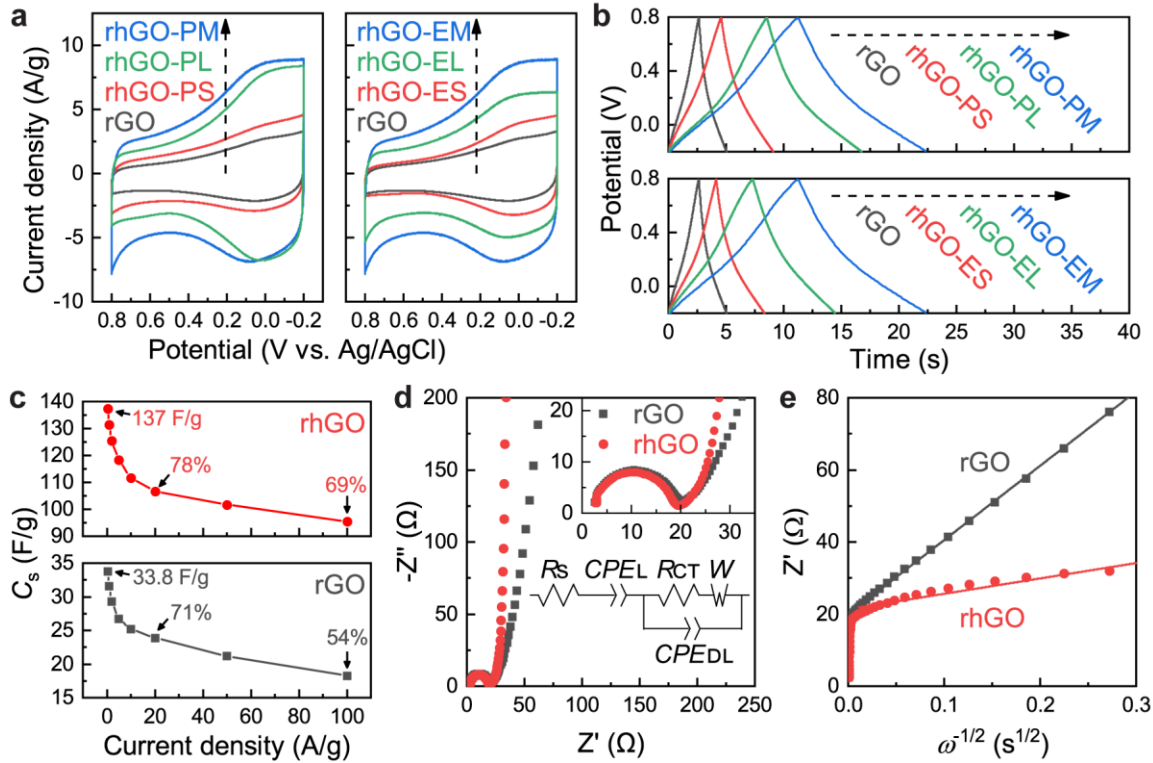 a
rhGO-PM
rhGO-PL
rhGO-PS
rGO
rhGO-EM
rhGO-EL
rhGO-ES
rGO
10
5
0
-5
-10
Current density (A/g)
0.8 0.6 0.4 0.2 0.0 -0.2
0.8 0.6 0.4 0.2 0.0 -0.2
Potential (V vs. Ag/AgCl)
b
0.8
0.4
0.0
rGO
rhGO-PS
rhGO-PL
rhGO-PM
0.8
0.4
0.0
rGO
rhGO-ES
rhGO-EL
rhGO-EM
Potential (V)
0 5 10 15 20 25 30 35 40
Time (s)
c
140
130
120
110
100
90
137 F/g
78%
69%
rhGO
35
30
25
20
15
33.8 F/g
71%
54%
rGO
Cs (F/g)
0 20 40 60 80 100
Current density (A/g)
d
200
150
100
50
0
-Z'' (Ω)
20
10
0
rGO
rhGO
0 10 20 30
RS CPEL RCT W
CPEDL
0 50 100 150 200 250
Z' (Ω)
e
80
60
40
20
0
Z' (Ω)
rGO
rhGO
0.0 0.1 0.2 0.3
ω-1/2 (s1/2)